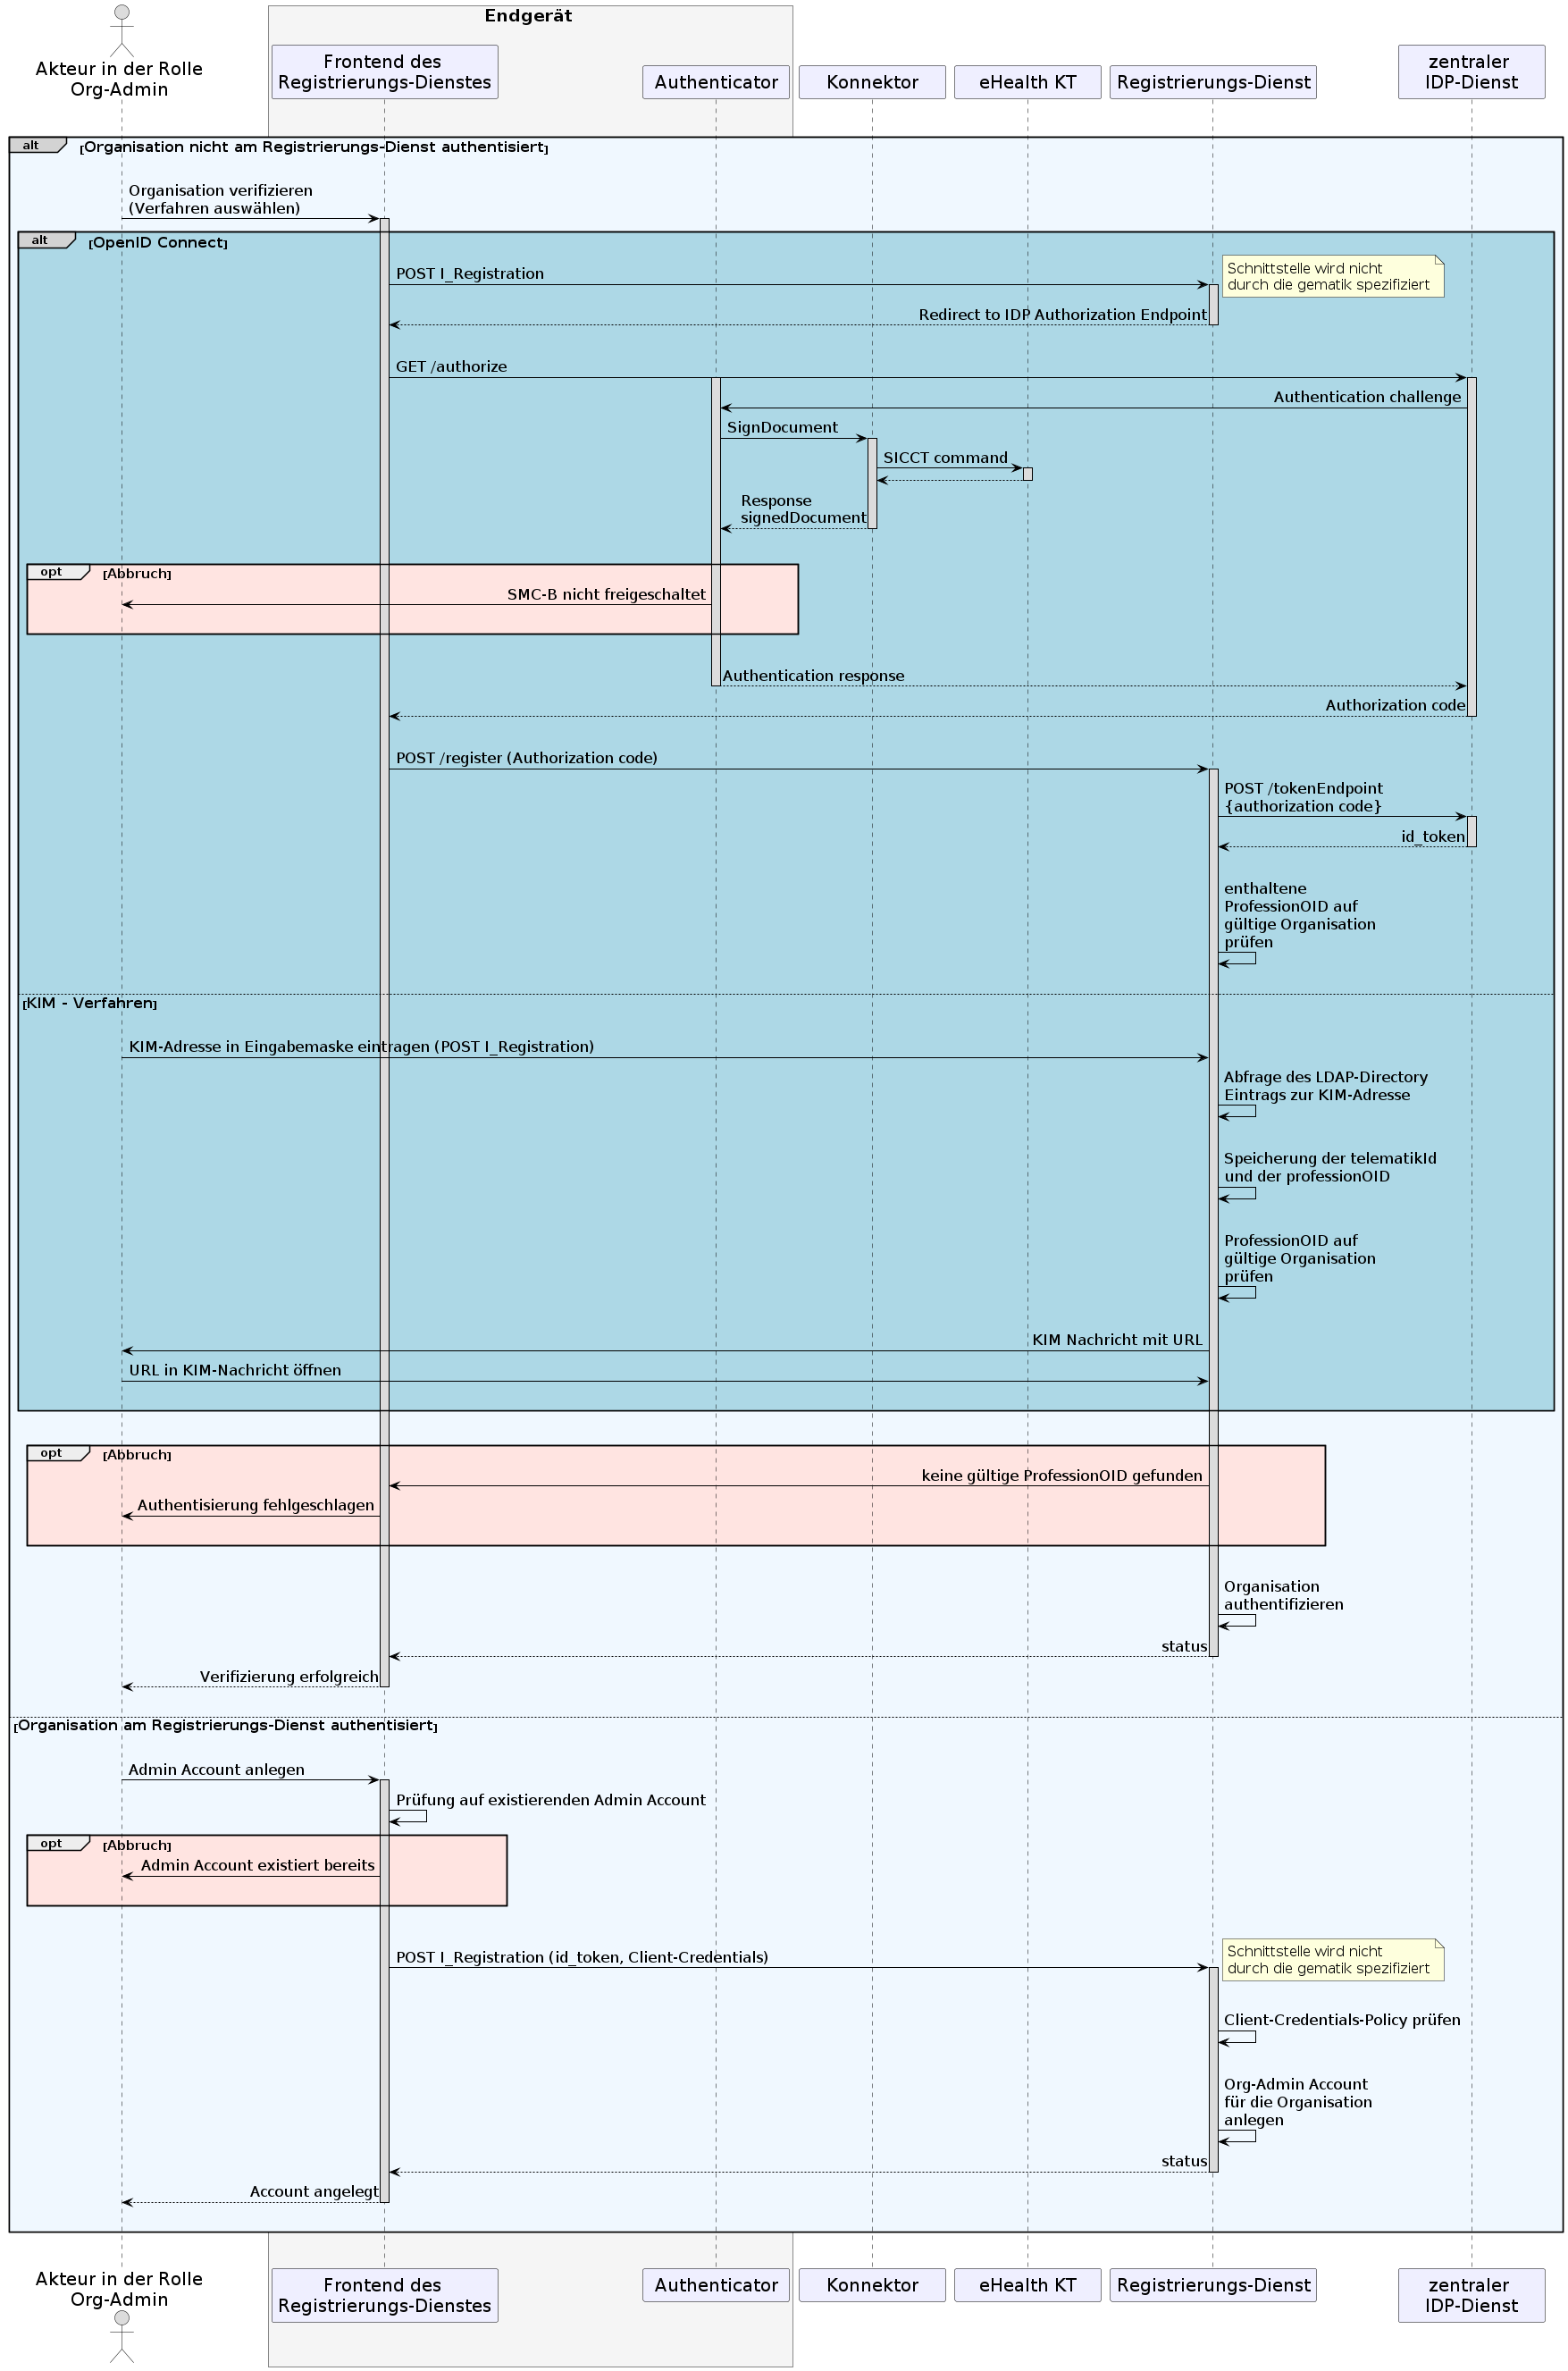 Endgerät
Akteur in der Rolle
Org-Admin
Frontend des
Registrierungs-Dienstes
Authenticator
Konnektor
eHealth KT
Registrierungs-Dienst
zentraler
IDP-Dienst
alt
[Organisation nicht am Registrierungs-Dienst authentisiert]
Organisation verifizieren
(Verfahren auswählen)
alt
[OpenID Connect]
POST I_Registration
Schnittstelle wird nicht
durch die gematik spezifiziert
Redirect to IDP Authorization Endpoint
GET /authorize
Authentication challenge
SignDocument
SICCT command
Response
signedDocument
opt
[Abbruch]
SMC-B nicht freigeschaltet
Authentication response
Authorization code
POST /register (Authorization code)
POST /tokenEndpoint
{authorization code}
id_token
enthaltene
ProfessionOID auf
gültige Organisation
prüfen
[KIM - Verfahren]
KIM-Adresse in Eingabemaske eintragen (POST I_Registration)
Abfrage des LDAP-Directory
Eintrags zur KIM-Adresse
Speicherung der telematikId
und der professionOID
ProfessionOID auf
gültige Organisation
prüfen
KIM Nachricht mit URL
URL in KIM-Nachricht öffnen
opt
[Abbruch]
keine gültige ProfessionOID gefunden
Authentisierung fehlgeschlagen
Organisation
authentifizieren
status
Verifizierung erfolgreich
[Organisation am Registrierungs-Dienst authentisiert]
Admin Account anlegen
Prüfung auf existierenden Admin Account
opt
[Abbruch]
Admin Account existiert bereits
POST I_Registration (id_token, Client-Credentials)
Schnittstelle wird nicht
durch die gematik spezifiziert
Client-Credentials-Policy prüfen
Org-Admin Account
für die Organisation
anlegen
status
Account angelegt
Akteur in der Rolle
Org-Admin
Frontend des
Registrierungs-Dienstes
Authenticator
Konnektor
eHealth KT
Registrierungs-Dienst
zentraler
IDP-Dienst